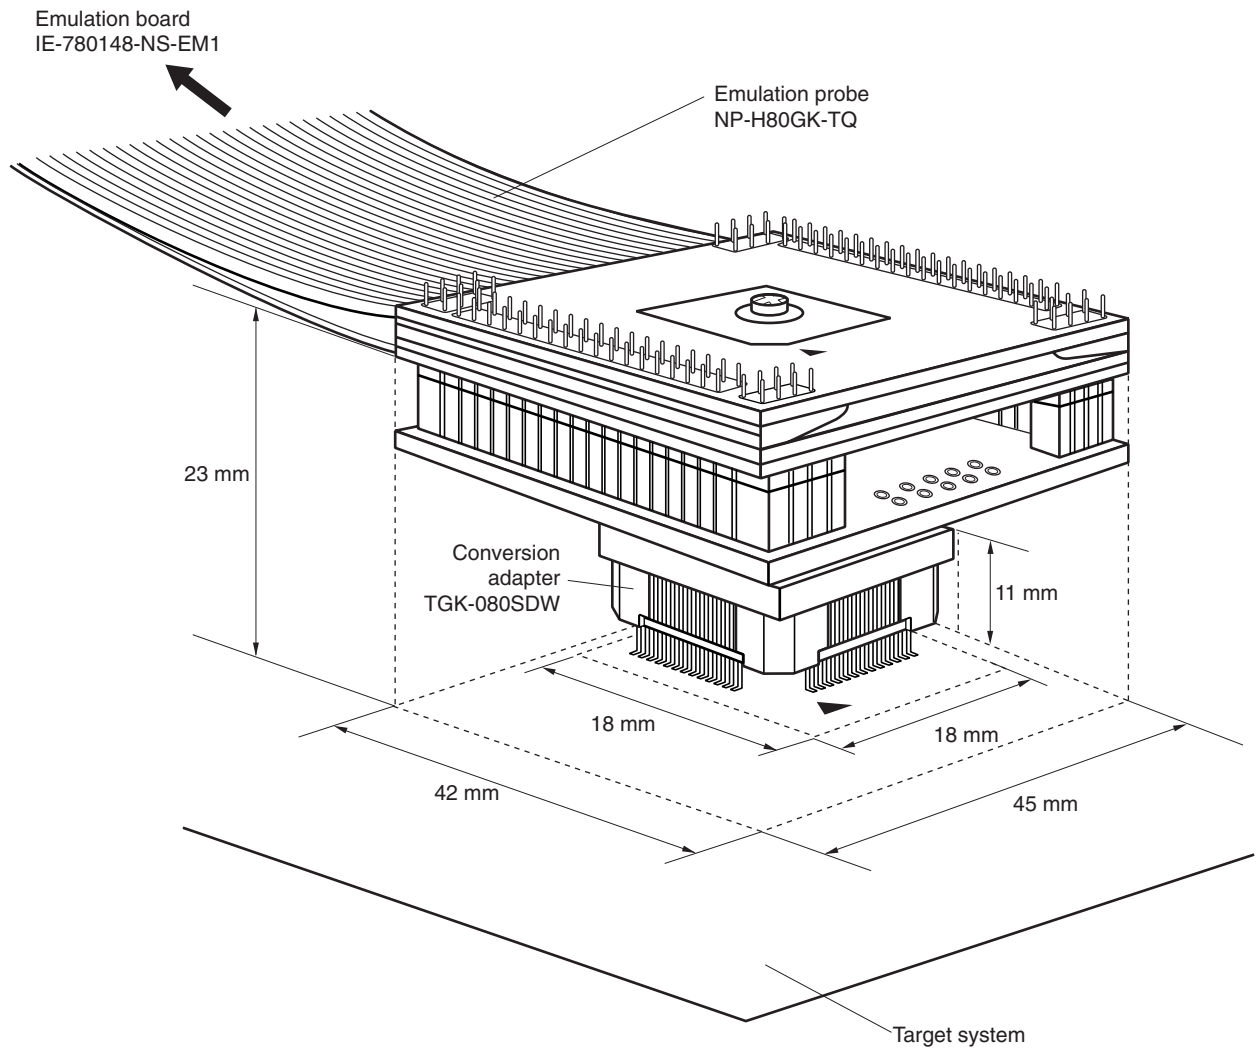 Emulation board
IE-780148-NS-EM1
Emulation probe
NP-H80GK-TQ
23 mm
Conversion
adapter
TGK-080SDW
11 mm
18 mm
18 mm
42 mm
45 mm
Target system